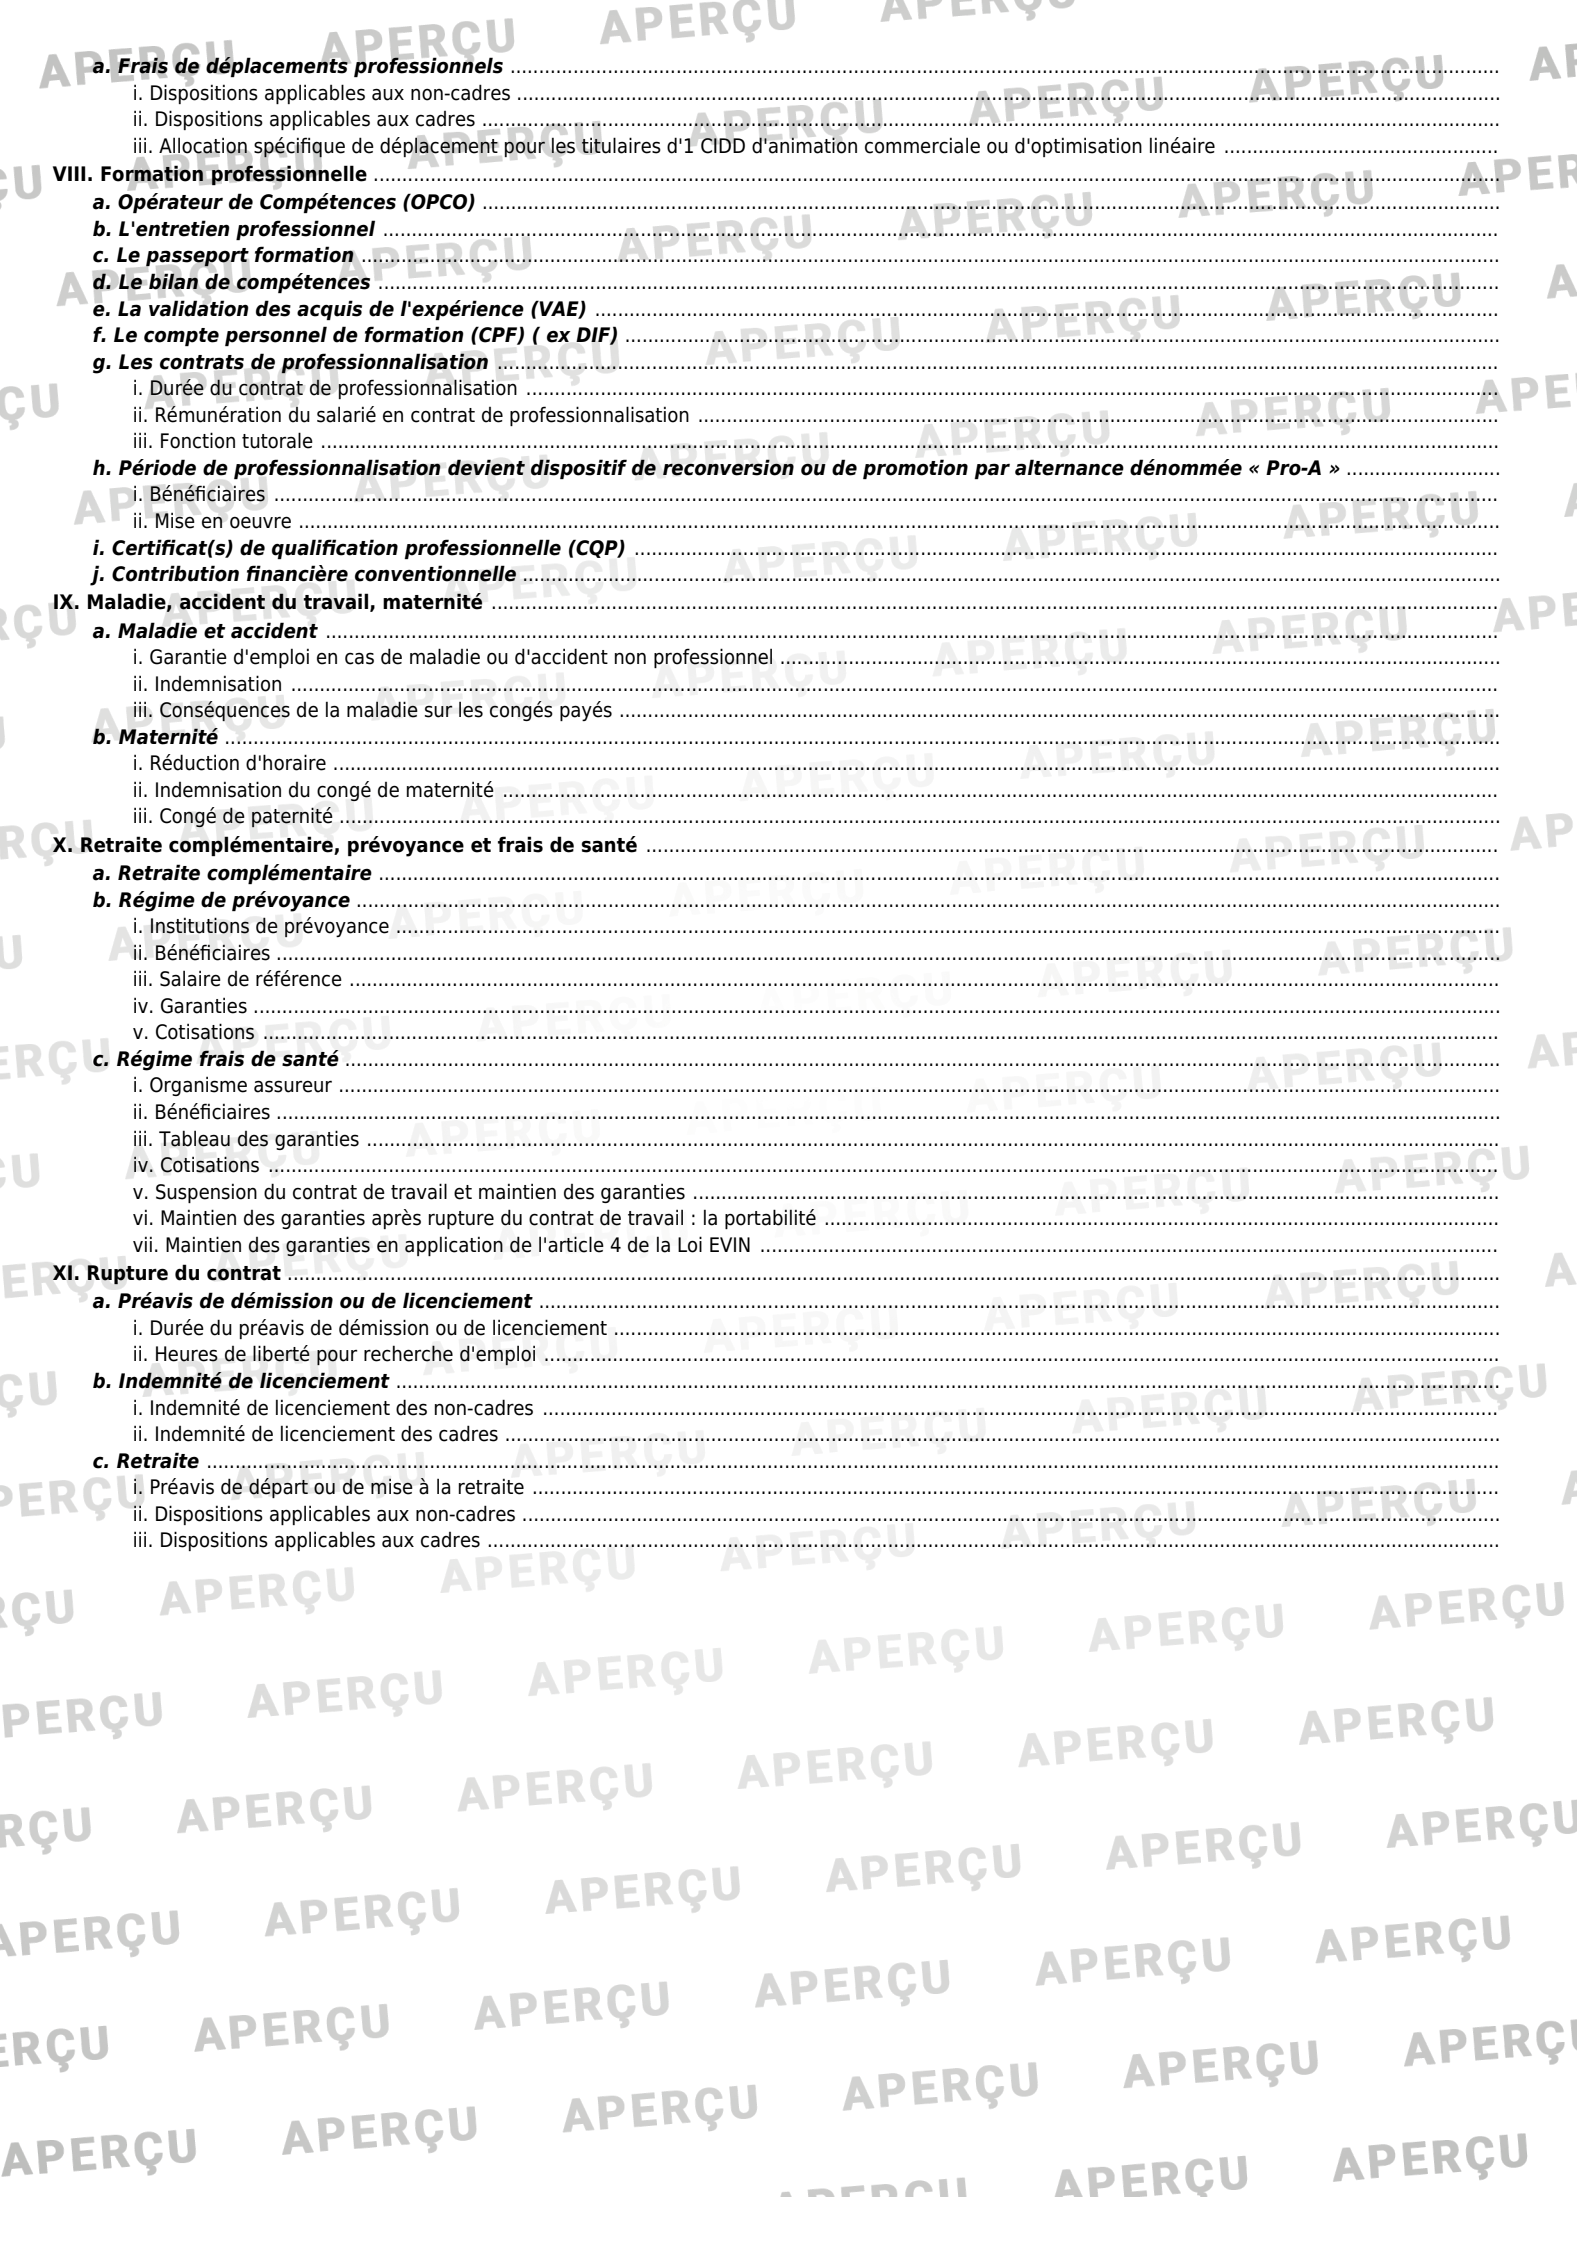 a. Frais de déplacements professionnels
i. Dispositions applicables aux non-cadres
ii. Dispositions applicables aux cadres
iii. Allocation spécifique de déplacement pour les titulaires d'1 CIDD d'animation commerciale ou d'optimisation linéaire
VIII. Formation professionnelle
a. Opérateur de Compétences (OPCO)
b. L'entretien professionnel
c. Le passeport formation
d. Le bilan de compétences
e. La validation des acquis de l'expérience (VAE)
f. Le compte personnel de formation (CPF) ( ex DIF)
g. Les contrats de professionnalisation
i. Durée du contrat de professionnalisation
ii. Rémunération du salarié en contrat de professionnalisation
iii. Fonction tutorale
h. Période de professionnalisation devient dispositif de reconversion ou de promotion par alternance dénommée « Pro-A »
i. Bénéficiaires
ii. Mise en oeuvre
i. Certificat(s) de qualification professionnelle (CQP)
j. Contribution financière conventionnelle
IX. Maladie, accident du travail, maternité
a. Maladie et accident
i. Garantie d'emploi en cas de maladie ou d'accident non professionnel
ii. Indemnisation
iii. Conséquences de la maladie sur les congés payés
b. Maternité
i. Réduction d'horaire
ii. Indemnisation du congé de maternité
iii. Congé de paternité
X. Retraite complémentaire, prévoyance et frais de santé
a. Retraite complémentaire
b. Régime de prévoyance
i. Institutions de prévoyance
ii. Bénéficiaires
iii. Salaire de référence
iv. Garanties
v. Cotisations
c. Régime frais de santé
i. Organisme assureur
ii. Bénéficiaires
iii. Tableau des garanties
iv. Cotisations
v. Suspension du contrat de travail et maintien des garanties
vi. Maintien des garanties après rupture du contrat de travail : la portabilité
vii. Maintien des garanties en application de l'article 4 de la Loi EVIN
XI. Rupture du contrat
a. Préavis de démission ou de licenciement
i. Durée du préavis de démission ou de licenciement
ii. Heures de liberté pour recherche d'emploi
b. Indemnité de licenciement
i. Indemnité de licenciement des non-cadres
ii. Indemnité de licenciement des cadres
c. Retraite
i. Préavis de départ ou de mise à la retraite
ii. Dispositions applicables aux non-cadres
iii. Dispositions applicables aux cadres
APERÇU